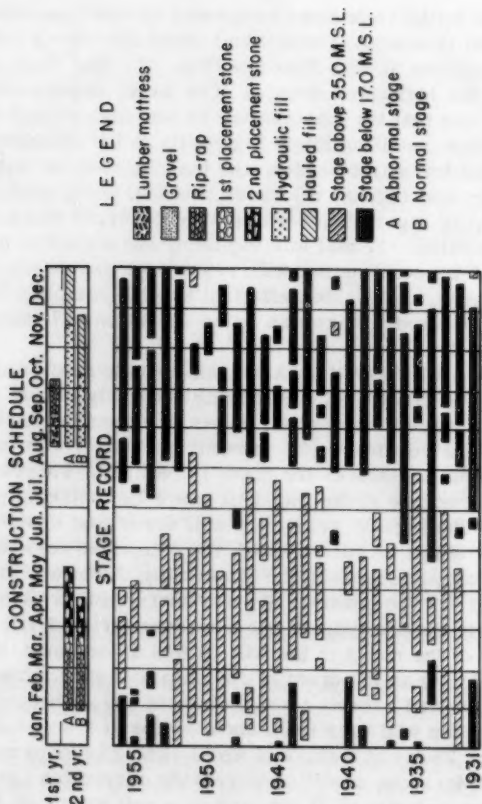 CONSTRUCTION SCHEDULE
Jan. Feb. Mar. Apr. May Jun. Jul. Aug. Sep. Oct. Nov. Dec.
1st yr.
2nd yr.
A
B
A
B
STAGE RECORD
1955
1950
1945
1940
1935
1931
LEGEND
Lumber mattress
Gravel
Rip-rap
1st placement stone
2nd placement stone
Hydraulic fill
Hauled fill
Stage above 35.0 M.S.L.
Stage below 17.0 M.S.L.
A Abnormal stage
B Normal stage